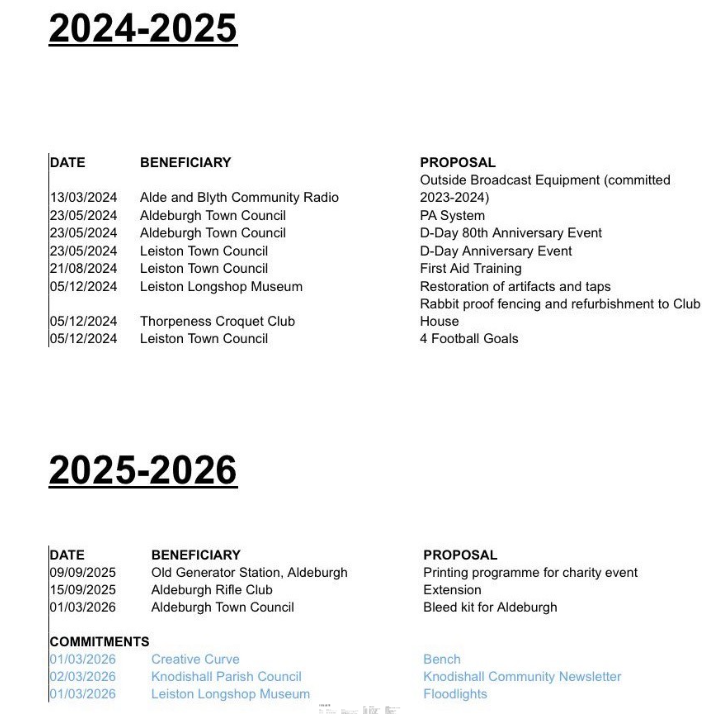 2024-2025
DATE BENEFICIARY PROPOSAL
Outside Broadcast Equipment (committed
13/03/2024 Alde and Blyth Community Radio 2023-2024)
23/05/2024 Aldeburgh Town Council PA System
23/05/2024 Aldeburgh Town Council D-Day 80th Anniversary Event
23/05/2024 Leiston Town Council D-Day Anniversary Event
21/08/2024 Leiston Town Council First Aid Training
05/12/2024 Leiston Longshop Museum Restoration of artifacts and taps
Rabbit proof fencing and refurbishment to Club
05/12/2024 Thorpeness Croquet Club House
05/12/2024 Leiston Town Council 4 Football Goals
2025-2026
DATE BENEFICIARY PROPOSAL
09/09/2025 Old Generator Station, Aldeburgh Printing programme for charity event
15/09/2025 Aldeburgh Rifle Club Extension
01/03/2026 Aldeburgh Town Council Bleed kit for Aldeburgh
COMMITMENTS
01/03/2026 Creative Curve Bench
02/03/2026 Knodishall Parish Council Knodishall Community Newsletter
01/03/2026 Leiston Longshop Museum Floodlights